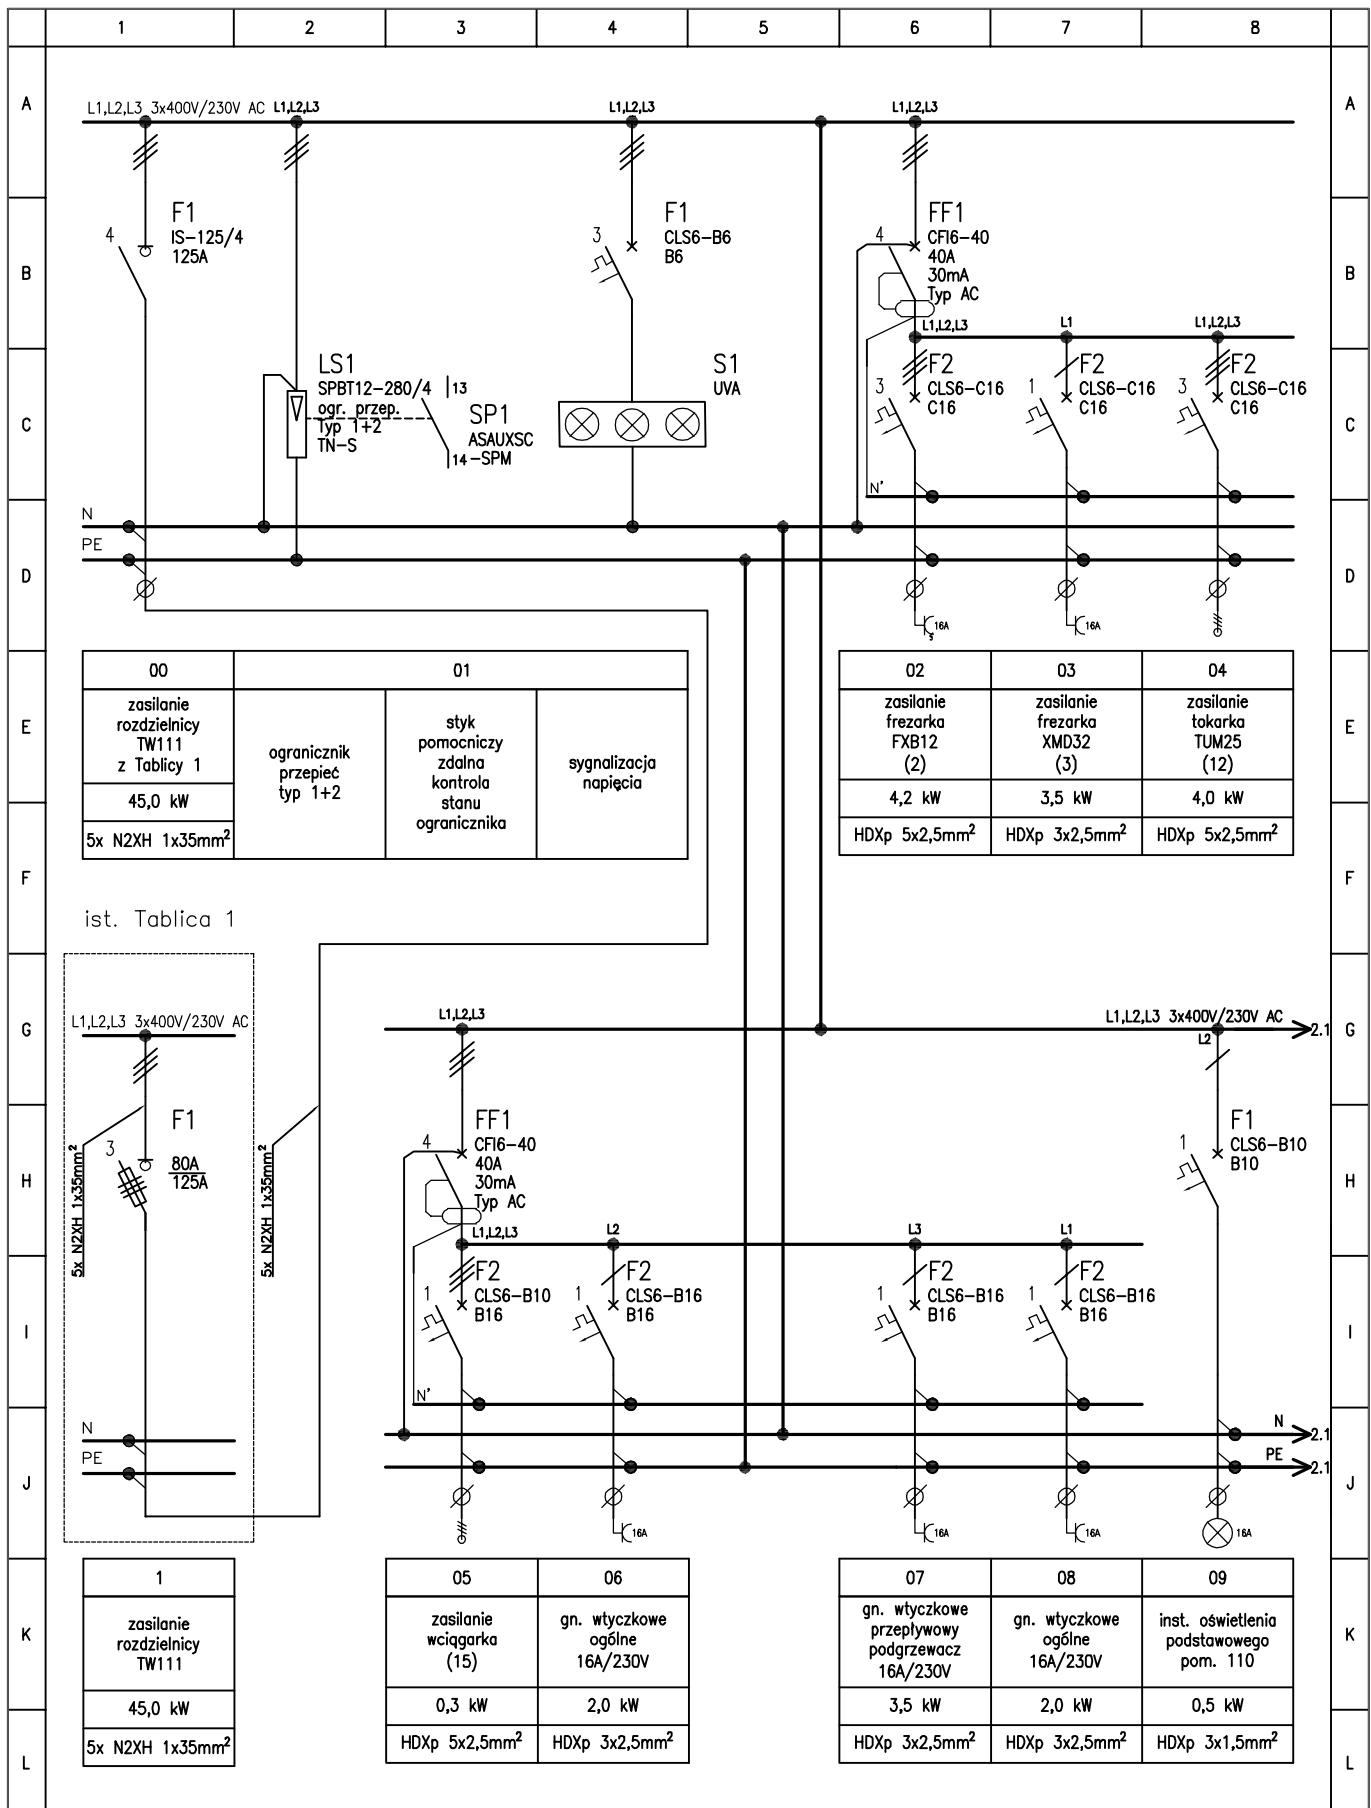 1 2 3 4 5 6 7 8
A A
L1,L2,L3 3x400V/230V AC L1,L2,L3 L1,L2,L3 L1,L2,L3
B B
4
F1
IS-125/4
125A
3
F1
CLS6-B6
B6
4
FF1
CFI6-40
40A
30mA
Typ AC
L1,L2,L3 L1 L1,L2,L3
C C
LS1
SPBT12-280/4
ogr. przep.
Typ 1+2
TN-S
13
SP1
ASAUXSC
14 -SPM
S1
UVA
3
F2
CLS6-C16
C16
1
F2
CLS6-C16
C16
3
F2
CLS6-C16
C16
N'
N
PE
D D
16A
16A
E E
00
zasilanie
rozdzielnicy
TW111
z Tablicy 1
45,0 kW
5x N2XH 1x35mm²
01
ogranicznik
przepieć
typ 1+2
styk
pomocniczy
zdalna
kontrola
stanu
ogranicznika
sygnalizacja
napięcia
02
zasilanie
frezarka
FXB12
(2)
4,2 kW
HDXp 5x2,5mm²
03
zasilanie
frezarka
XMD32
(3)
3,5 kW
HDXp 3x2,5mm²
04
zasilanie
tokarka
TUM25
(12)
4,0 kW
HDXp 5x2,5mm²
F F
ist. Tablica 1
G G
L1,L2,L3 3x400V/230V AC
L1,L2,L3
L1,L2,L3 3x400V/230V AC
2.1
L2
H H
5x N2XH 1x35mm²
3
F1
80A
125A
5x N2XH 1x35mm²
4
FF1
CFI6-40
40A
30mA
Typ AC
1
F1
CLS6-B10
B10
L1,L2,L3 L2 L3 L1
I I
1
F2
CLS6-B10
B16
1
F2
CLS6-B16
B16
1
F2
CLS6-B16
B16
1
F2
CLS6-B16
B16
N'
N
PE
N 2.1
PE 2.1
J J
16A
16A
16A
16A
K K
1
zasilanie
rozdzielnicy
TW111
45,0 kW
5x N2XH 1x35mm²
05
zasilanie
wciągarka
(15)
0,3 kW
HDXp 5x2,5mm²
06
gn. wtyczkowe
ogólne
16A/230V
2,0 kW
HDXp 3x2,5mm²
07
gn. wtyczkowe
przepływowy
podgrzewacz
16A/230V
3,5 kW
HDXp 3x2,5mm²
08
gn. wtyczkowe
ogólne
16A/230V
2,0 kW
HDXp 3x2,5mm²
09
inst. oświetlenia
podstawowego
pom. 110
0,5 kW
HDXp 3x1,5mm²
L L